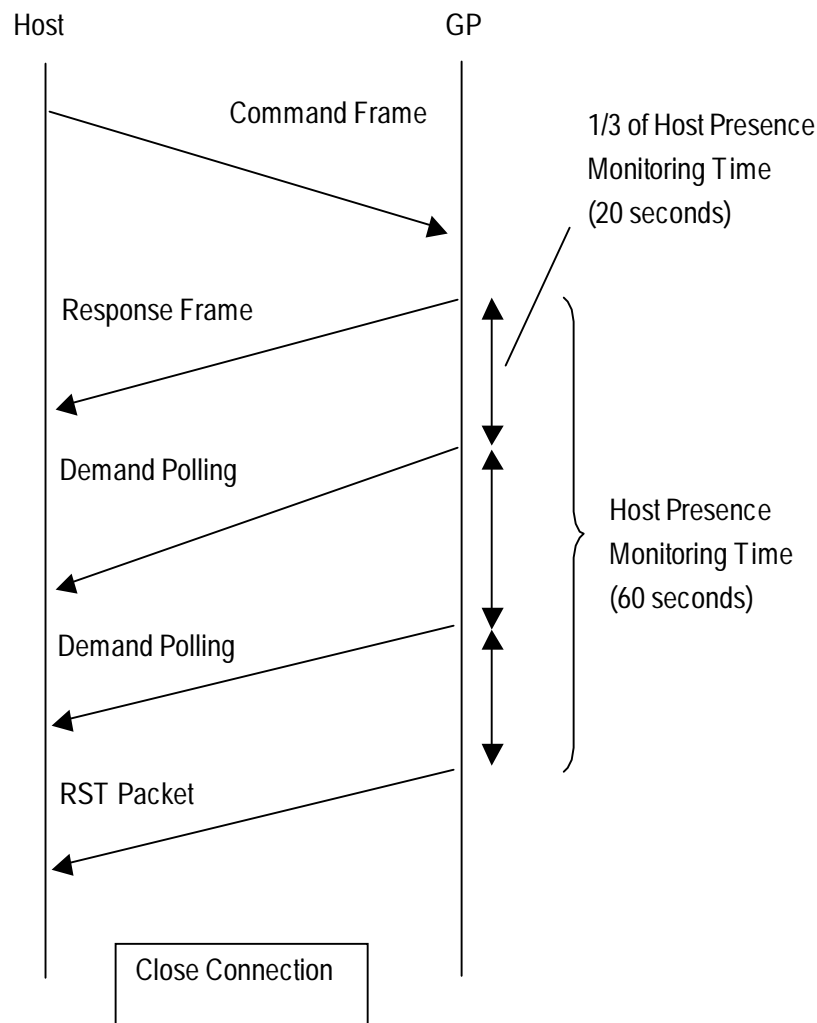 Host
GP
Command Frame
1/3 of Host Presence
Monitoring Time
(20 seconds)
Response Frame
Demand Polling
Host Presence
Monitoring Time
(60 seconds)
Demand Polling
RST Packet
Close Connection